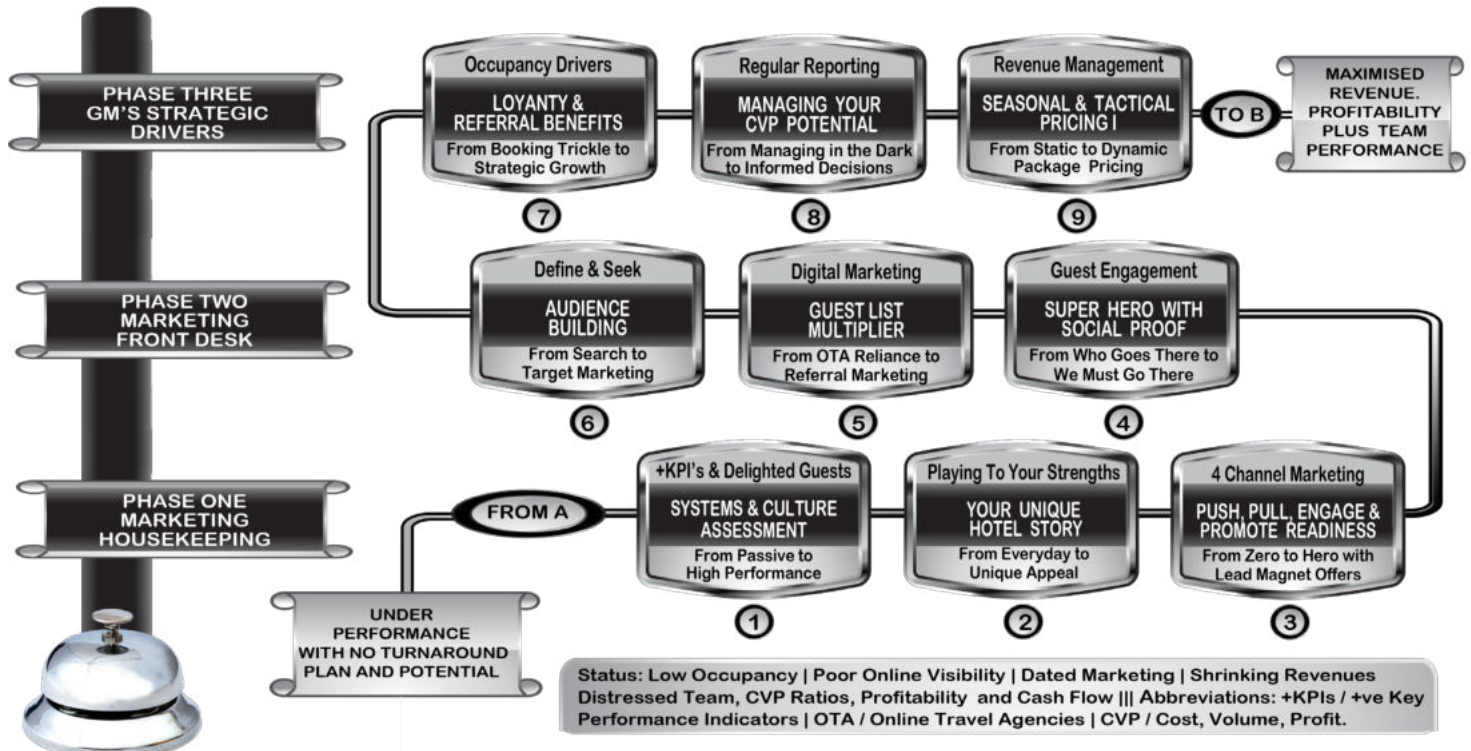 PHASE THREE
GM'S STRATEGIC
DRIVERS
Occupancy Drivers
LOYANTY &
REFERRAL BENEFITS
From Booking Trickle to
Strategic Growth
7
Regular Reporting
MANAGING YOUR
CVP POTENTIAL
From Managing in the Dark
to Informed Decisions
8
Revenue Management
SEASONAL & TACTICAL
PRICING I
From Static to Dynamic
Package Pricing
9
TO B
MAXIMISED
REVENUE.
PROFITABILITY
PLUS TEAM
PERFORMANCE
PHASE TWO
MARKETING
FRONT DESK
Define & Seek
AUDIENCE
BUILDING
From Search to
Target Marketing
6
Digital Marketing
GUEST LIST
MULTIPLIER
From OTA Reliance to
Referral Marketing
5
Guest Engagement
SUPER HERO WITH
SOCIAL PROOF
From Who Goes There to
We Must Go There
4
PHASE ONE
MARKETING
HOUSEKEEPING
FROM A
UNDER
PERFORMANCE
WITH NO TURNAROUND
PLAN AND POTENTIAL
+KPI's & Delighted Guests
SYSTEMS & CULTURE
ASSESSMENT
From Passive to
High Performance
1
Playing To Your Strengths
YOUR UNIQUE
HOTEL STORY
From Everyday to
Unique Appeal
2
4 Channel Marketing
PUSH, PULL, ENGAGE &
PROMOTE READINESS
From Zero to Hero with
Lead Magnet Offers
3
Status: Low Occupancy | Poor Online Visibility | Dated Marketing | Shrinking Revenues
Distressed Team, CVP Ratios, Profitability and Cash Flow ||| Abbreviations: +KPIs / +ve Key
Performance Indicators | OTA / Online Travel Agencies | CVP / Cost, Volume, Profit.